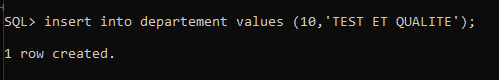 SQL> insert into departement values (10,'TEST ET QUALITE');
1 row created.